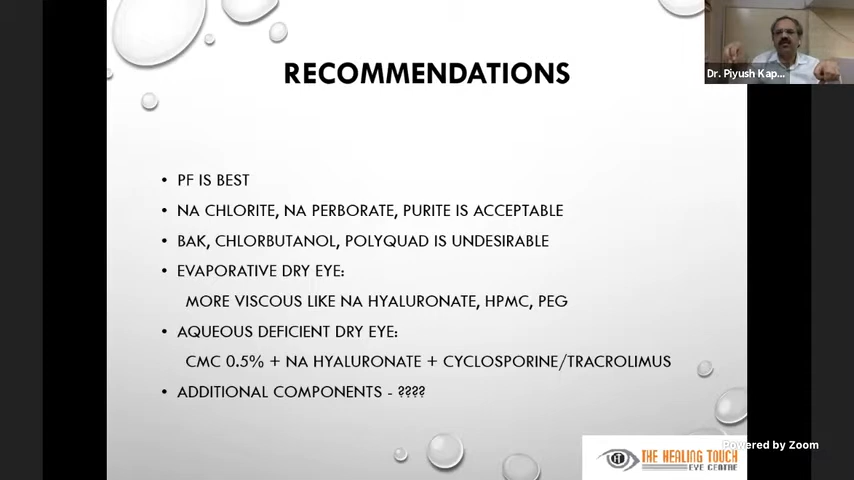 RECOMMENDATIONS
Dr. Piyush Kap...
• PF IS BEST
• NA CHLORITE, NA PERBORATE, PURITE IS ACCEPTABLE
• BAK, CHLORBUTANOL, POLYQUAD IS UNDESIRABLE
• EVAPORATIVE DRY EYE:
MORE VISCOUS LIKE NA HYALURONATE, HPMC, PEG
• AQUEOUS DEFICIENT DRY EYE:
CMC 0.5% + NA HYALURONATE + CYCLOSPORINE/TRACROLIMUS
• ADDITIONAL COMPONENTS - ????
Powered by Zoom
THE HEALING TOUCH
EYE CENTRE